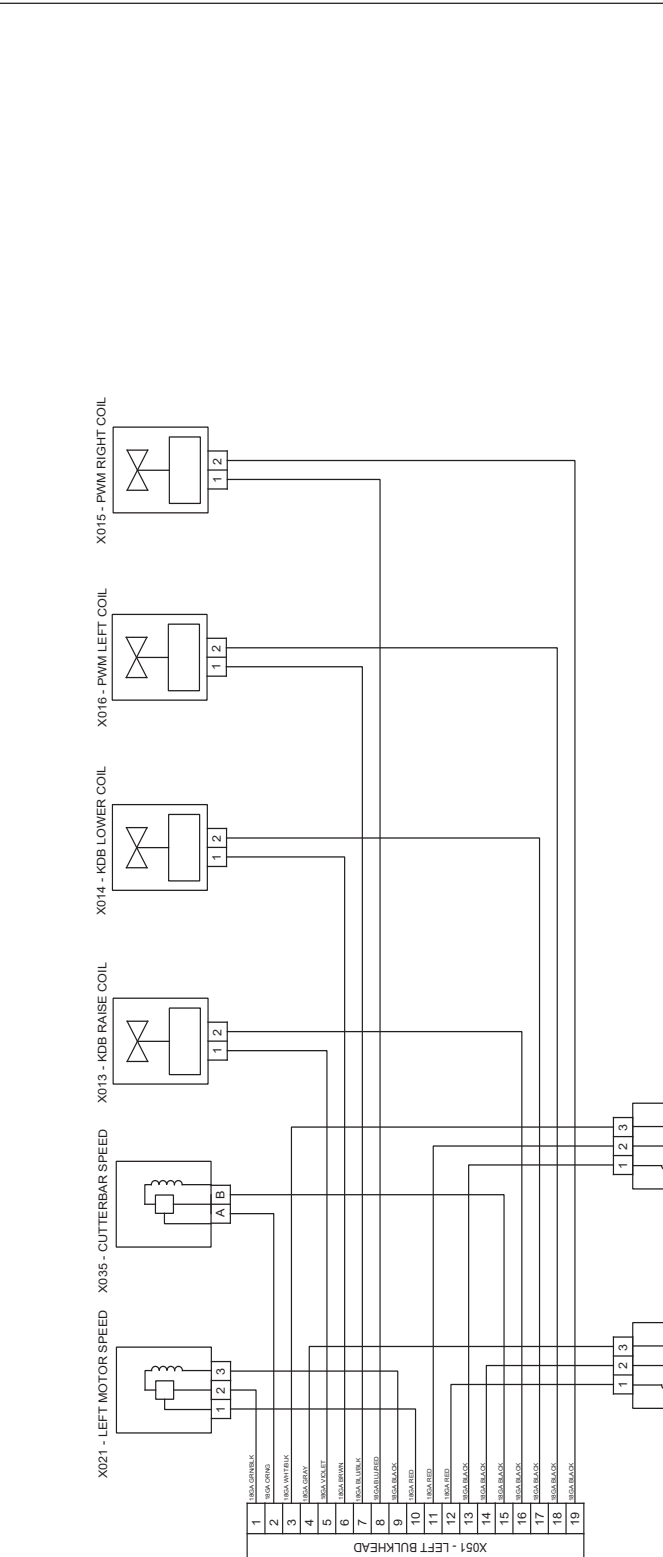 X015 - PWM RIGHT COIL
1 2
X016 - PWM LEFT COIL
1 2
X014 - KDB LOWER COIL
1 2
X013 - KDB RAISE COIL
1 2
X035 - CUTTERBAR SPEED
A B
X021 - LEFT MOTOR SPEED
1 2 3
1 2 3
1 2 3
1 18GA GRN/BLK
2 18GA ORNG
3 18GA WHT/BLK
4 18GA GRAY
5 18GA VIOLET
6 18GA BRWN
7 18GA BLU/BLK
8 18GA BLU/RED
9 18GA BLACK
10 18GA RED
11 18GA RED
12 18GA RED
13 18GA BLACK
14 18GA BLACK
15 18GA BLACK
16 18GA BLACK
17 18GA BLACK
18 18GA BLACK
19 18GA BLACK
X051 - LEFT BULKHEAD